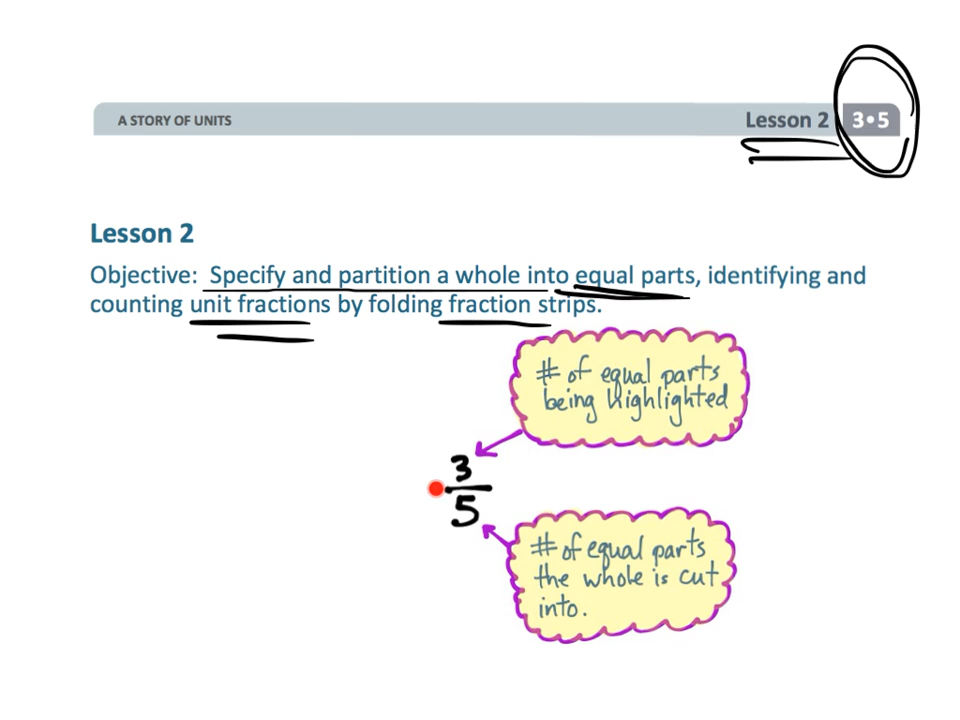 A STORY OF UNITS
Lesson 2 3•5
Lesson 2
Objective: Specify and partition a whole into equal parts, identifying and
counting unit fractions by folding fraction strips.
# of equal parts
being highlighted
3
5
# of equal parts
the whole is cut
into.